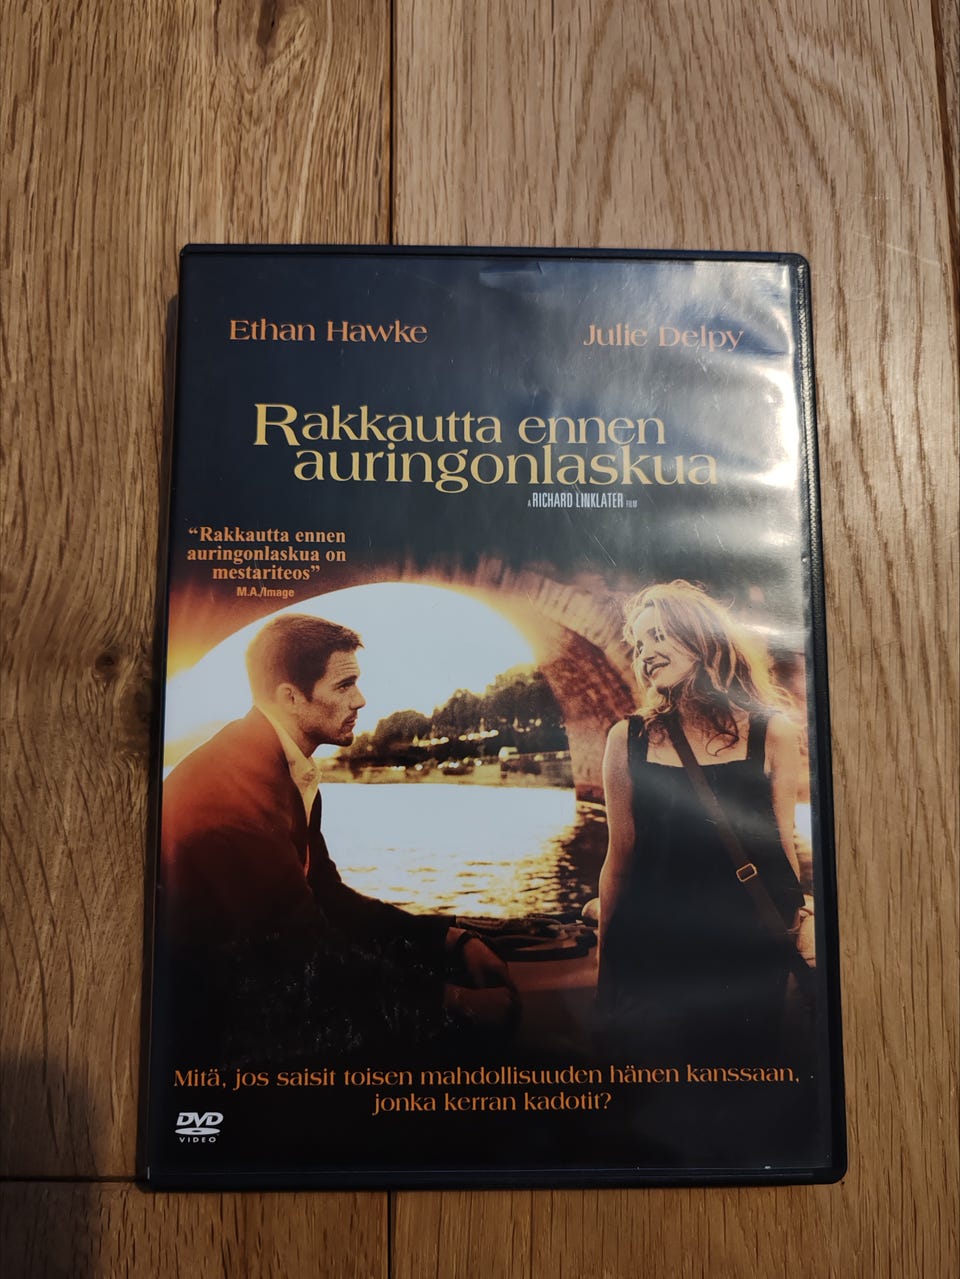 Ethan Hawke Julie Delpy
Rakkautta ennen
auringonlaskua
A RICHARD LINKLATER FILM
“Rakkautta ennen
auringonlaskua on
mestariteos”
M.A./Image
Mitä, jos saisit toisen mahdollisuuden hänen kanssaan,
jonka kerran kadotit?
DVD
VIDEO